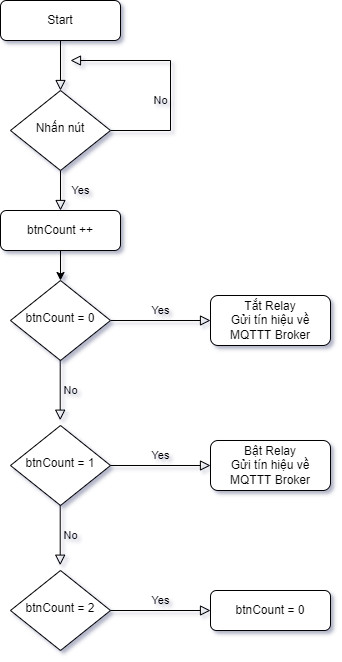 Start
No
Nhấn nút
Yes
btnCount ++
btnCount = 0
Yes
Tắt Relay
Gửi tín hiệu về
MQTTT Broker
No
btnCount = 1
Yes
Bật Relay
Gửi tín hiệu về
MQTTT Broker
No
btnCount = 2
Yes
btnCount = 0